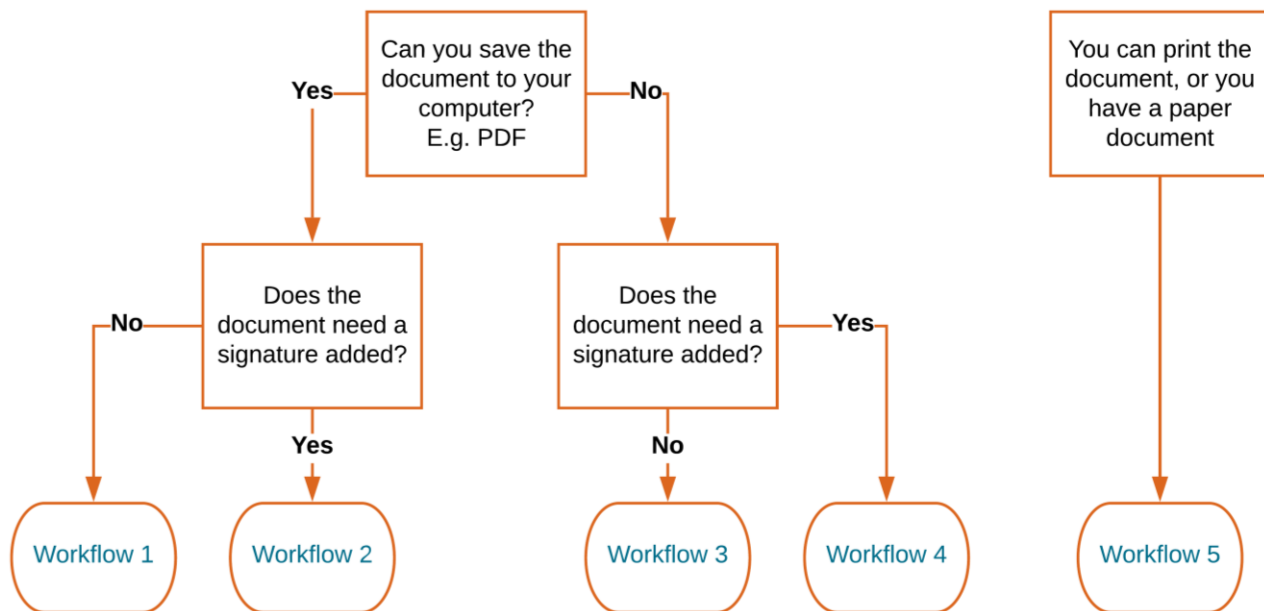 Can you save the
document to your
computer?
E.g. PDF
Yes
No
You can print the
document, or you
have a paper
document
Does the
document need a
signature added?
No
Yes
Does the
document need a
signature added?
Yes
No
Workflow 1
Workflow 2
Workflow 3
Workflow 4
Workflow 5